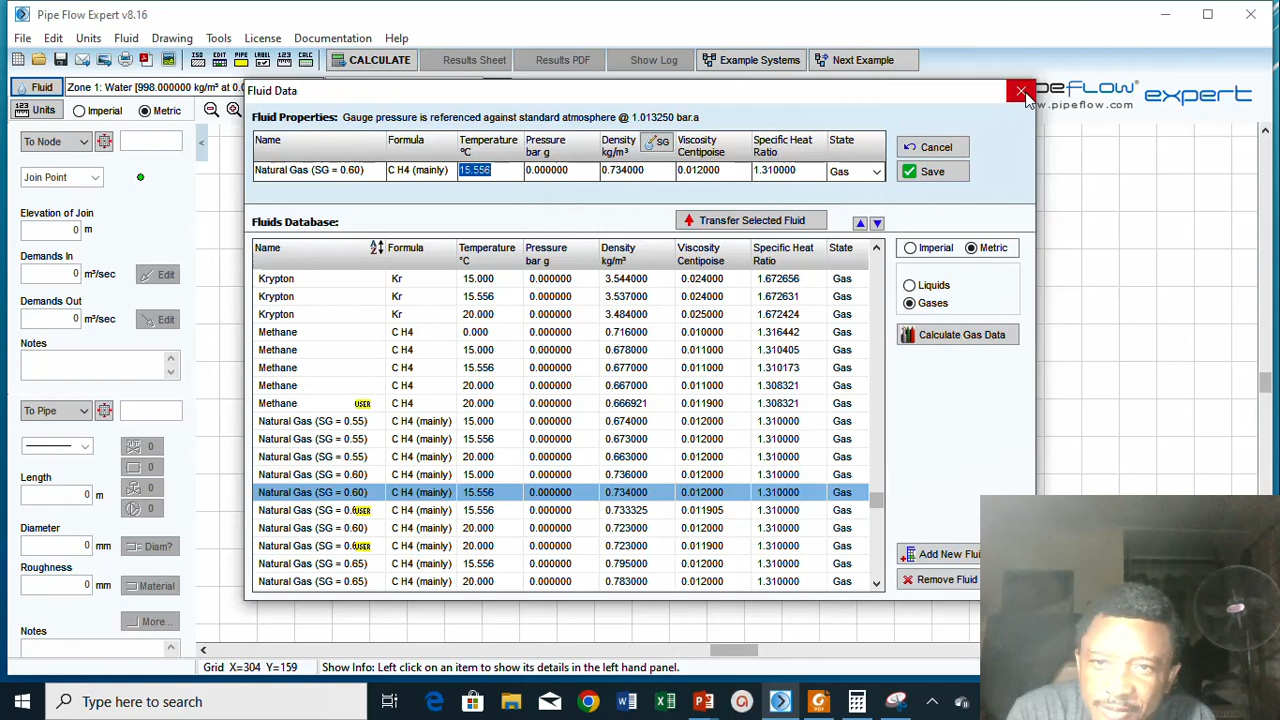 Pipe Flow Expert v8.16
File Edit Units Fluid Drawing Tools License Documentation Help
ISO EDIT PIPE LABEL 123 CALC CALCULATE Results Sheet Results PDF Show Log Example Systems Next Example
Fluid Zone 1: Water [998.000000 kg/m³ at 0.0
peflow® expert
w.pipeflow.com
123 Units Imperial Metric
Fluid Data
Fluid Properties: Gauge pressure is referenced against standard atmosphere @ 1.013250 bar.a
Name Formula Temperature °C Pressure bar g Density kg/m³ SG Viscosity Centipoise Specific Heat Ratio State
Natural Gas (SG = 0.60) C H4 (mainly) 15.556 0.000000 0.734000 0.012000 1.310000 Gas
Cancel
Save
Fluids Database: Transfer Selected Fluid
Name A Z Formula Temperature °C Pressure bar g Density kg/m³ Viscosity Centipoise Specific Heat Ratio State
Krypton Kr 15.000 0.000000 3.544000 0.024000 1.672656 Gas
Krypton Kr 15.556 0.000000 3.537000 0.024000 1.672631 Gas
Krypton Kr 20.000 0.000000 3.484000 0.025000 1.672424 Gas
Methane C H4 0.000 0.000000 0.716000 0.010000 1.316442 Gas
Methane C H4 15.000 0.000000 0.678000 0.011000 1.310405 Gas
Methane C H4 15.556 0.000000 0.677000 0.011000 1.310173 Gas
Methane C H4 20.000 0.000000 0.667000 0.011000 1.308321 Gas
Methane USER C H4 20.000 0.000000 0.666921 0.011900 1.308321 Gas
Natural Gas (SG = 0.55) C H4 (mainly) 15.000 0.000000 0.674000 0.012000 1.310000 Gas
Natural Gas (SG = 0.55) C H4 (mainly) 15.556 0.000000 0.673000 0.012000 1.310000 Gas
Natural Gas (SG = 0.55) C H4 (mainly) 20.000 0.000000 0.663000 0.012000 1.310000 Gas
Natural Gas (SG = 0.60) C H4 (mainly) 15.000 0.000000 0.736000 0.012000 1.310000 Gas
Natural Gas (SG = 0.60) C H4 (mainly) 15.556 0.000000 0.734000 0.012000 1.310000 Gas
Natural Gas (SG = 0.6 USER C H4 (mainly) 15.556 0.000000 0.733325 0.011905 1.310000 Gas
Natural Gas (SG = 0.60) C H4 (mainly) 20.000 0.000000 0.723000 0.012000 1.310000 Gas
Natural Gas (SG = 0.6 USER C H4 (mainly) 20.000 0.000000 0.723000 0.011900 1.310000 Gas
Natural Gas (SG = 0.65) C H4 (mainly) 15.556 0.000000 0.795000 0.012000 1.310000 Gas
Natural Gas (SG = 0.65) C H4 (mainly) 20.000 0.000000 0.783000 0.012000 1.310000 Gas
Imperial Metric
Liquids
Gases
Calculate Gas Data
Add New Flui
Remove Fluid
To Node
Join Point
Elevation of Join
0 m
Demands In
0 m³/sec Edit
Demands Out
0 m³/sec Edit
Notes
To Pipe
0
0
Length
0 m 0
0
Diameter
0 mm Diam?
Roughness
0 mm Material
More...
Notes
Grid X=304 Y=159 Show Info: Left click on an item to show its details in the left hand panel.
Type here to search